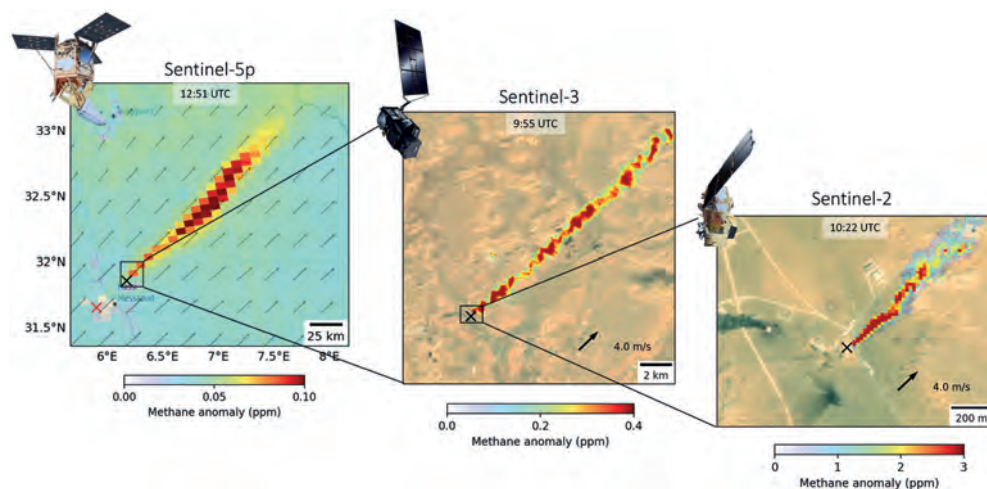 Sentinel-5p
12:51 UTC
33°N
32.5°N
32°N
31.5°N
6°E 6.5°E 7°E 7.5°E 8°E
25 km
0.00 0.05 0.10
Methane anomaly (ppm)
Sentinel-3
9:55 UTC
4.0 m/s
2 km
0.0 0.2 0.4
Methane anomaly (ppm)
Sentinel-2
10:22 UTC
4.0 m/s
200 m
0 1 2 3
Methane anomaly (ppm)